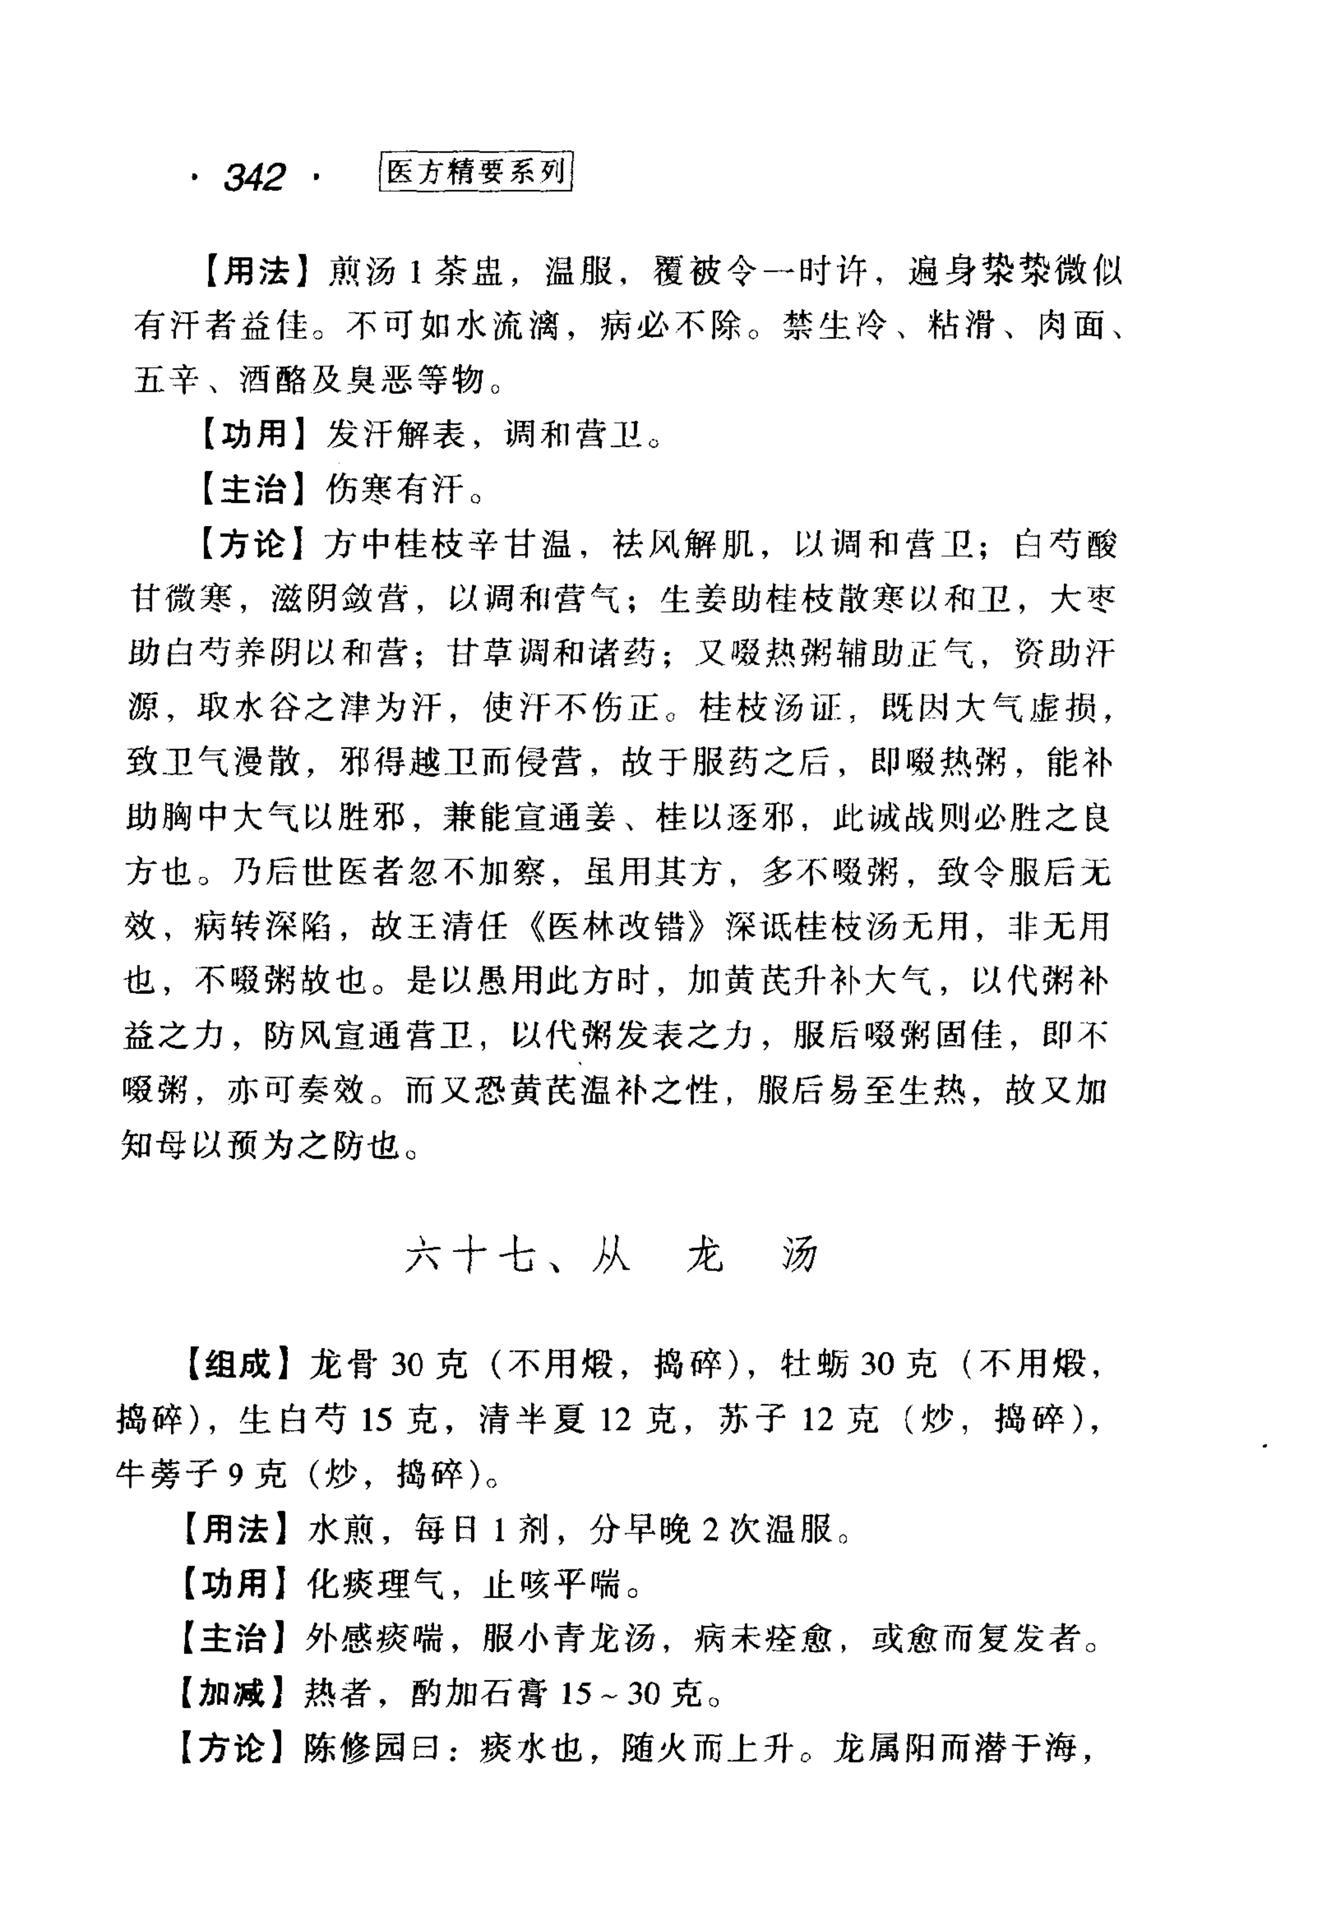 · 342 · 医方精要系列
【用法】煎汤 1 茶盅，温服，覆被令一时许，遍身漐漐微似
有汗者益佳。不可如水流漓，病必不除。禁生冷、粘滑、肉面、
五辛、酒酪及臭恶等物。
【功用】发汗解表，调和营卫。
【主治】伤寒有汗。
【方论】方中桂枝辛甘温，祛风解肌，以调和营卫；白芍酸
甘微寒，滋阴敛营，以调和营气；生姜助桂枝散寒以和卫，大枣
助白芍养阴以和营；甘草调和诸药；又啜热粥辅助正气，资助汗
源，取水谷之津为汗，使汗不伤正。桂枝汤证，既因大气虚损，
致卫气漫散，邪得越卫而侵营，故于服药之后，即啜热粥，能补
助胸中大气以胜邪，兼能宣通姜、桂以逐邪，此诚战则必胜之良
方也。乃后世医者忽不加察，虽用其方，多不啜粥，致令服后无
效，病转深陷，故王清任《医林改错》深诋桂枝汤无用，非无用
也，不啜粥故也。是以愚用此方时，加黄芪升补大气，以代粥补
益之力，防风宣通营卫，以代粥发表之力，服后啜粥固佳，即不
啜粥，亦可奏效。而又恐黄芪温补之性，服后易至生热，故又加
知母以预为之防也。
六十七、从 龙 汤
【组成】龙骨 30 克（不用煅，捣碎），牡蛎 30 克（不用煅，
捣碎），生白芍 15 克，清半夏 12 克，苏子 12 克（炒，捣碎），
牛蒡子 9 克（炒，捣碎）。
【用法】水煎，每日 1 剂，分早晚 2 次温服。
【功用】化痰理气，止咳平喘。
【主治】外感痰喘，服小青龙汤，病未痊愈，或愈而复发者。
【加减】热者，酌加石膏 15～30 克。
【方论】陈修园曰：痰水也，随火而上升。龙属阳而潜于海，